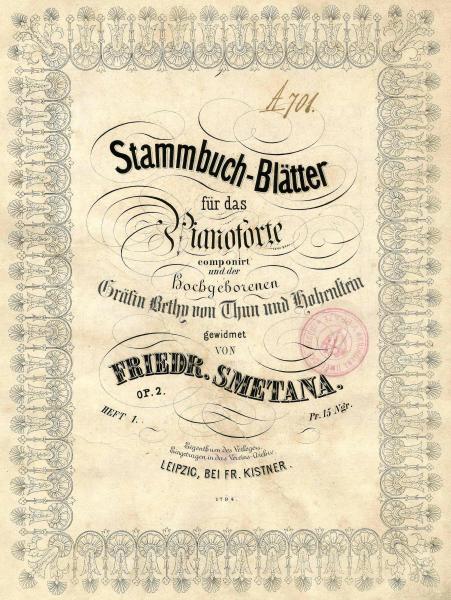 A 701.
Stammbuch-Blätter
für das
Pianoforte
componirt
und der
Hochgeborenen
Gräfin Bethy von Thun und Hohenstein
gewidmet
VON
FRIEDR. SMETANA.
OP. 2.
HEFT 1.
Pr. 15 Ngr.
Eigenthum des Verlegers.
Eingetragen in das Vereins-Archiv.
LEIPZIG, BEI FR. KISTNER.
1794.